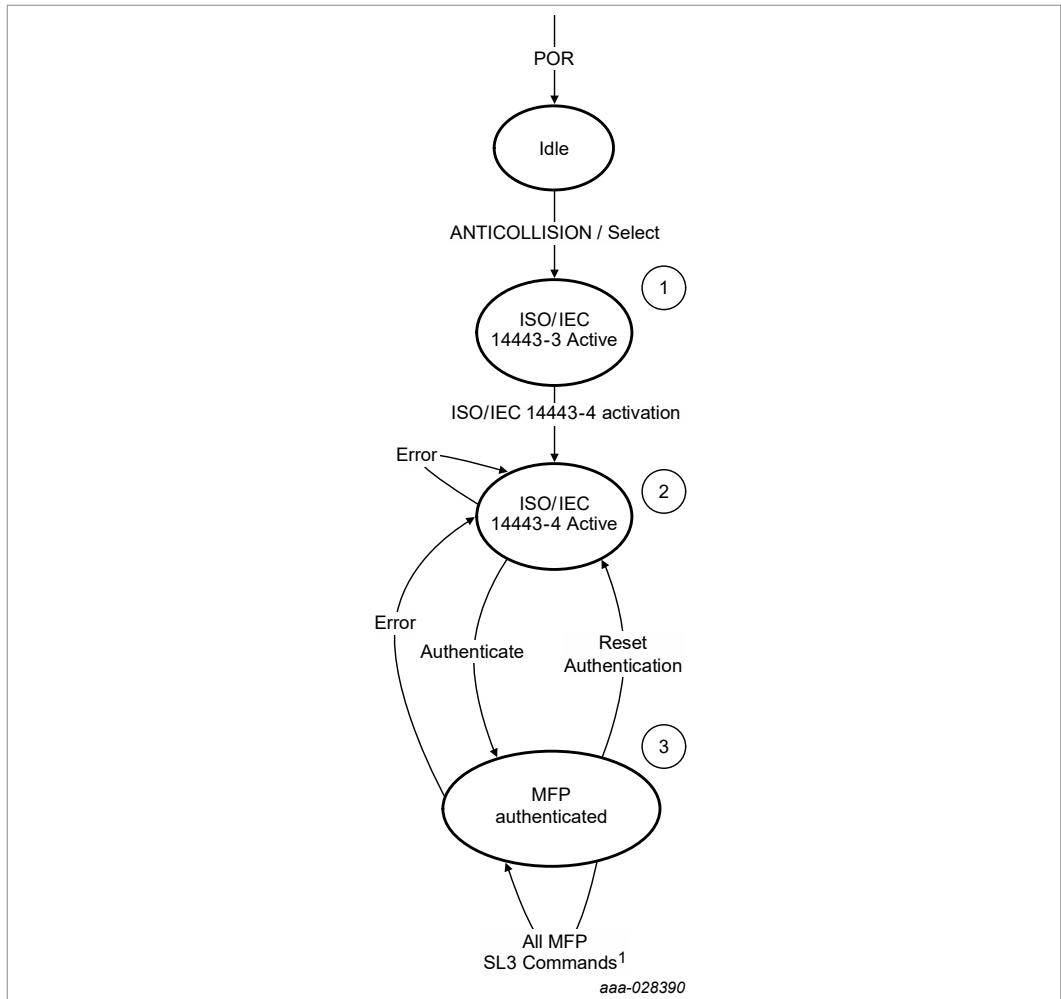 POR
Idle
ANTICOLLISION / Select
1
ISO/IEC
14443-3 Active
ISO/IEC 14443-4 activation
Error
2
ISO/IEC
14443-4 Active
Error
Authenticate
Reset
Authentication
3
MFP
authenticated
All MFP
SL3 Commands1
aaa-028390